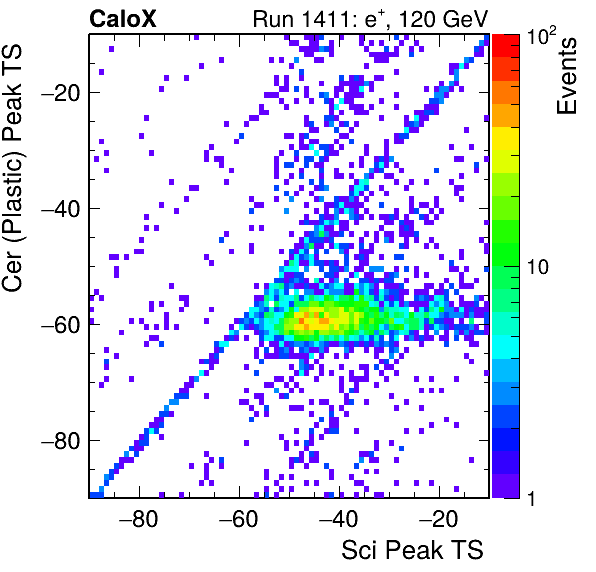 CaloX Run 1411: e⁺, 120 GeV
Cer (Plastic) Peak TS
−20
−40
−60
−80
−80 −60 −40 −20
Sci Peak TS
10²
10
1
Events